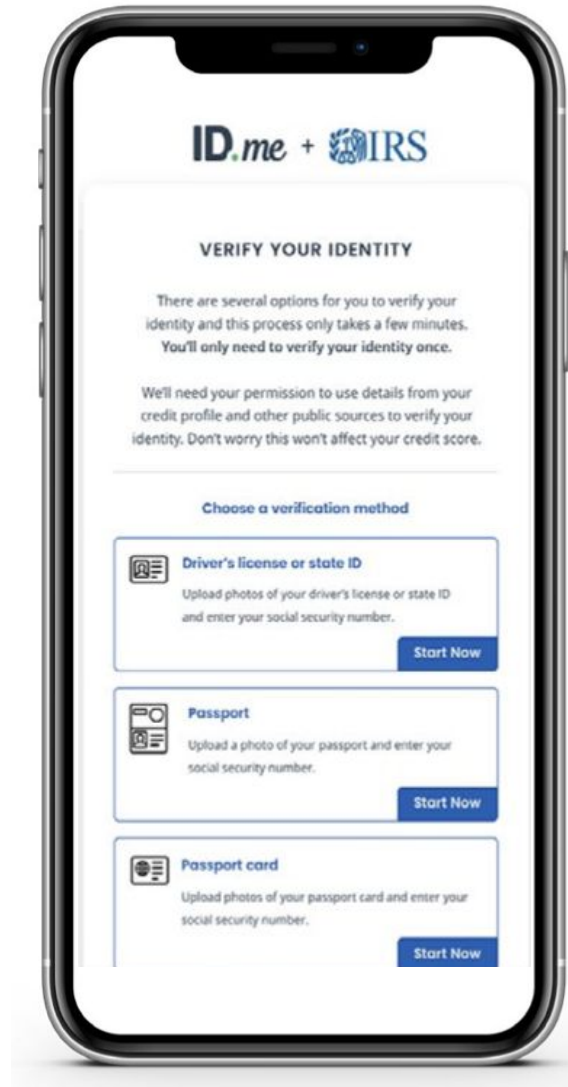 ID.me + IRS
VERIFY YOUR IDENTITY
There are several options for you to verify your
identity and this process only takes a few minutes.
You'll only need to verify your identity once.
We'll need your permission to use details from your
credit profile and other public sources to verify your
identity. Don't worry this won't affect your credit score.
Choose a verification method
Driver's license or state ID
Upload photos of your driver's license or state ID
and enter your social security number.
Start Now
Passport
Upload a photo of your passport and enter your
social security number.
Start Now
Passport card
Upload photos of your passport card and enter your
social security number.
Start Now